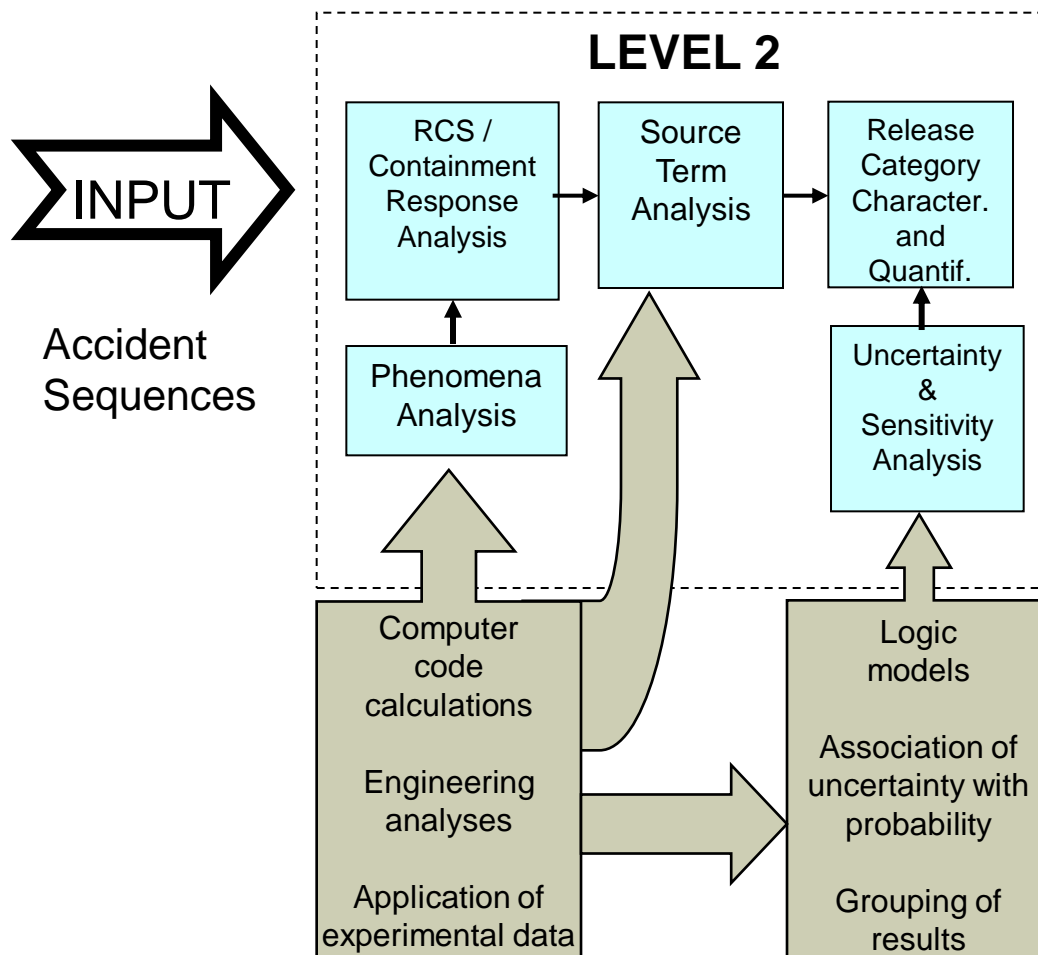 LEVEL 2
INPUT
Accident
Sequences
RCS /
Containment
Response
Analysis
Source
Term
Analysis
Release
Category
Character.
and
Quantif.
Phenomena
Analysis
Uncertainty
&
Sensitivity
Analysis
Computer
code
calculations
Engineering
analyses
Application of
experimental data
Logic
models
Association of
uncertainty with
probability
Grouping of
results